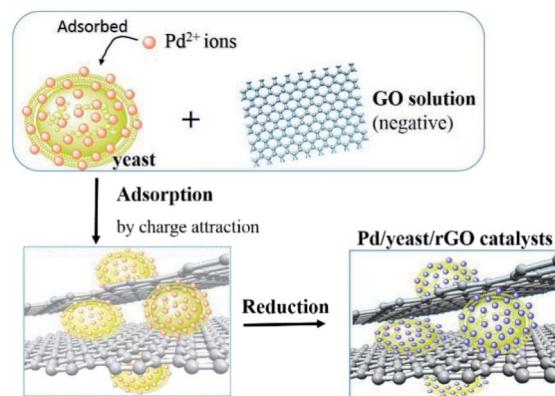 Adsorbed
Pd²⁺ ions
+
GO solution
(negative)
yeast
Adsorption
by charge attraction
Pd/yeast/rGO catalysts
Reduction